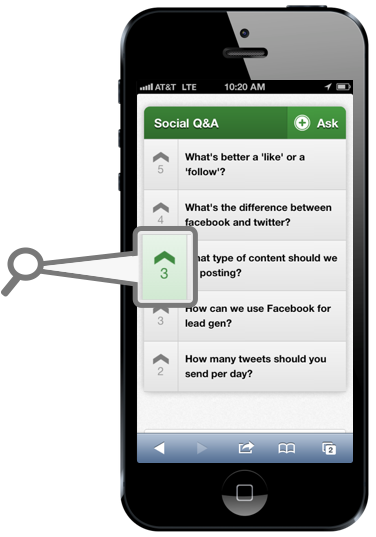 AT&T LTE 10:20 AM
Social Q&A
Ask
5
What's better a 'like' or a
'follow'?
4
What's the difference between
facebook and twitter?
3
hat type of content should we
posting?
3
How can we use Facebook for
lead gen?
2
How many tweets should you
send per day?
2